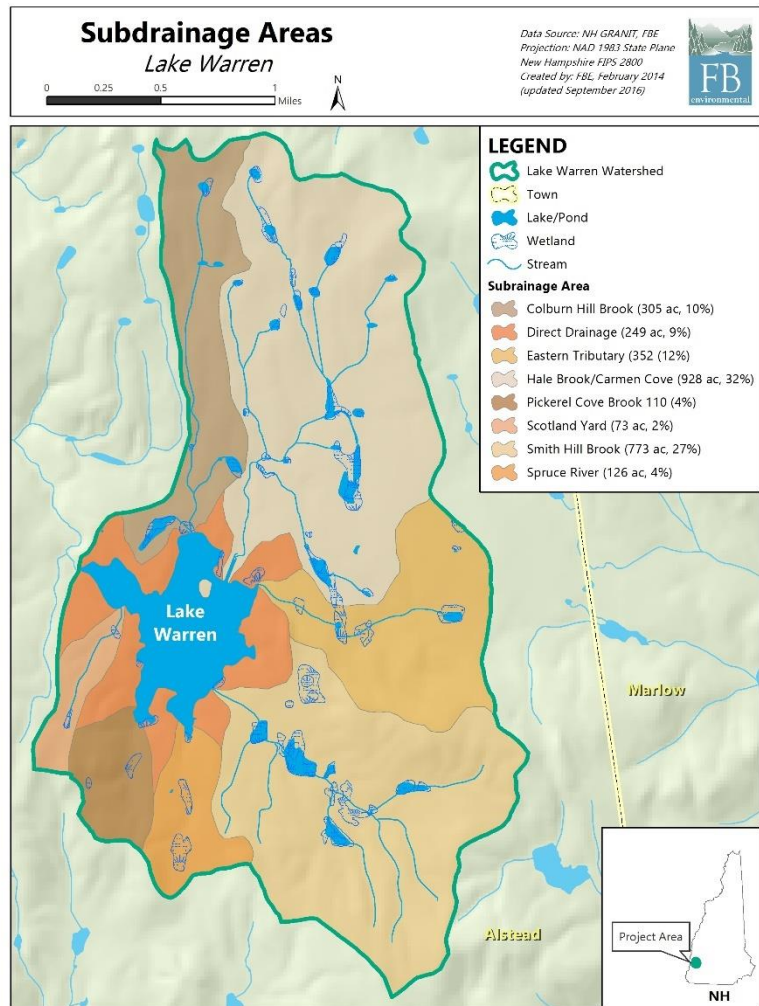 Subdrainage Areas
Lake Warren
0 0.5 1
Miles
N
Data Source: NH GRANIT, FBE
Projection: NAD 1983 State Plane
New Hampshire FIPS 2800
Created by: FBE, February 2014
(updated September 2016)
FB
environmental
LEGEND
Lake Warren Watershed
Town
Lake/Pond
Wetland
Stream
Subrainage Area
Colburn Hill Brook (305 ac, 10%)
Direct Drainage (249 ac, 9%)
Eastern Tributary (352 (12%)
Hale Brook/Carmen Cove (928 ac, 32%)
Pickerel Cove Brook 110 (4%)
Scotland Yard (73 ac, 2%)
Smith Hill Brook (773 ac, 27%)
Spruce River (126 ac, 4%)
Lake
Warren
Marlow
Alstead
Project Area
NH